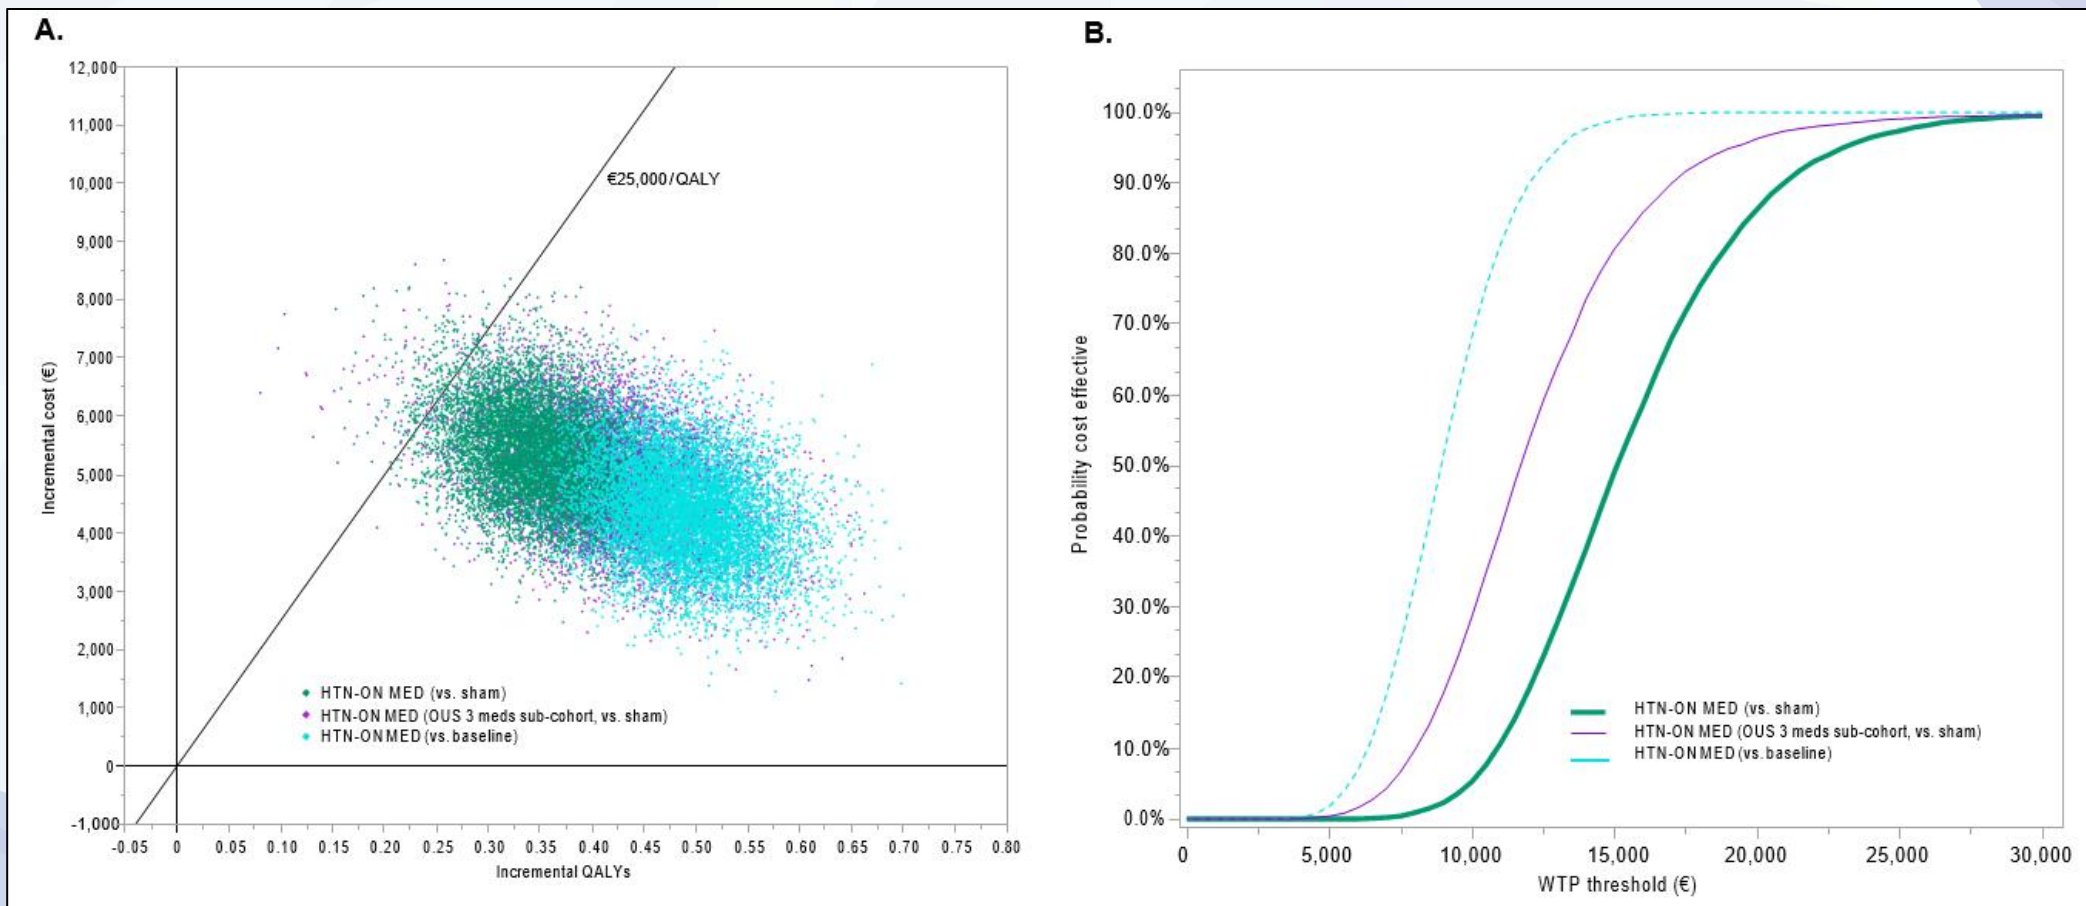 A.
12,000
11,000
10,000
9,000
8,000
7,000
6,000
5,000
4,000
3,000
2,000
1,000
0
-1,000
Incremental cost (€)
€25,000/QALY
HTN-ON MED (vs. sham)
HTN-ON MED (OUS 3 meds sub-cohort, vs. sham)
HTN-ON MED (vs. baseline)
-0.05 0 0.05 0.10 0.15 0.20 0.25 0.30 0.35 0.40 0.45 0.50 0.55 0.60 0.65 0.70 0.75 0.80
Incremental QALYs
B.
100.0%
90.0%
80.0%
70.0%
60.0%
50.0%
40.0%
30.0%
20.0%
10.0%
0.0%
Probability cost effective
HTN-ON MED (vs. sham)
HTN-ON MED (OUS 3 meds sub-cohort, vs. sham)
HTN-ON MED (vs. baseline)
0 5,000 10,000 15,000 20,000 25,000 30,000
WTP threshold (€)